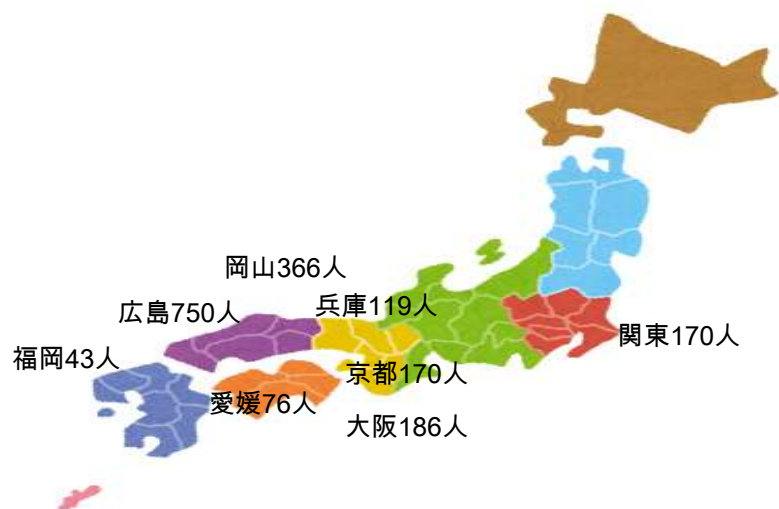 岡山366人
広島750人
兵庫119人
関東170人
福岡43人
京都170人
愛媛76人
大阪186人